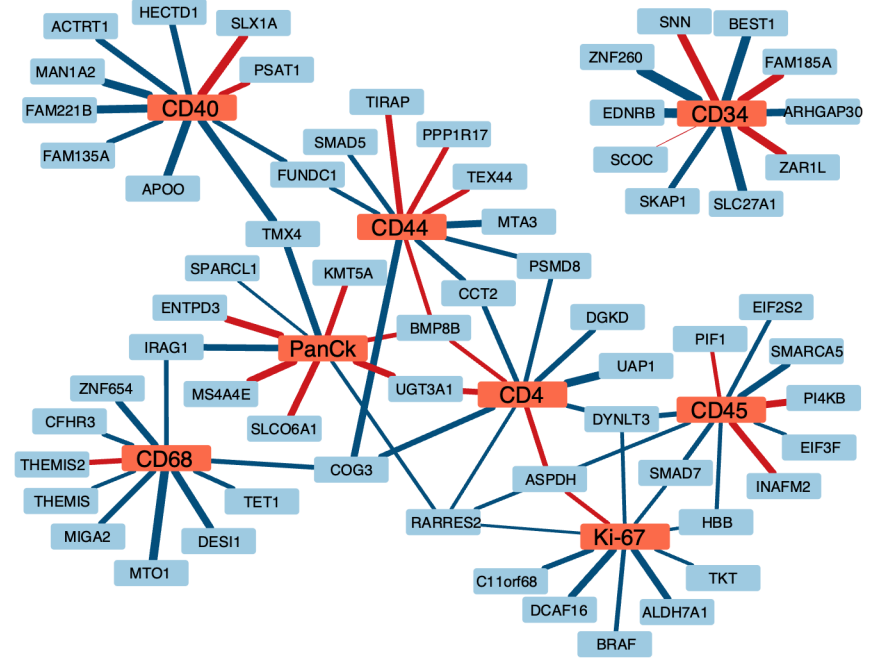 HECTD1
ACTRT1
SLX1A
SNN
BEST1
MAN1A2
PSAT1
ZNF260
FAM185A
FAM221B
CD40
TIRAP
EDNRB
CD34
ARHGAP30
FAM135A
SMAD5
PPP1R17
SCOC
ZAR1L
APOO
FUNDC1
TEX44
SKAP1
SLC27A1
TMX4
CD44
MTA3
SPARCL1
KMT5A
PSMD8
CCT2
ENTPD3
BMP8B
DGKD
EIF2S2
IRAG1
PanCk
PIF1
SMARCA5
ZNF654
MS4A4E
UGT3A1
CD4
UAP1
PI4KB
CFHR3
SLCO6A1
DYNLT3
CD45
THEMIS2
CD68
COG3
ASPDH
SMAD7
EIF3F
THEMIS
TET1
INAFM2
MIGA2
DESI1
RARRES2
Ki-67
HBB
MTO1
C11orf68
TKT
DCAF16
ALDH7A1
BRAF